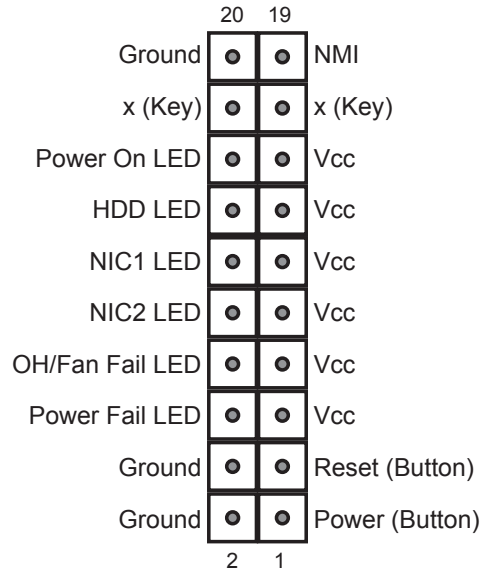 20 19
Ground NMI
x (Key) x (Key)
Power On LED Vcc
HDD LED Vcc
NIC1 LED Vcc
NIC2 LED Vcc
OH/Fan Fail LED Vcc
Power Fail LED Vcc
Ground Reset (Button)
Ground Power (Button)
2 1